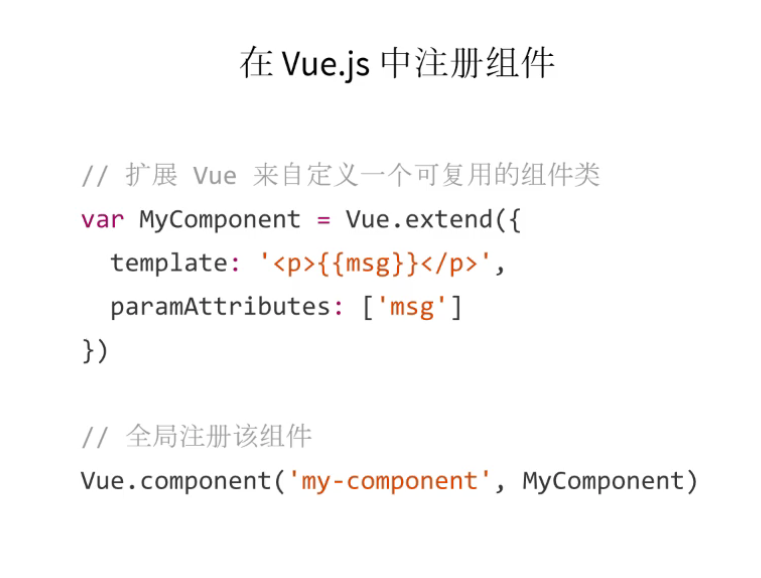 在 Vue.js 中注册组件
// 扩展 Vue 来自定义一个可复用的组件类
var MyComponent = Vue.extend({
  template: '<p>{{msg}}</p>',
  paramAttributes: ['msg']
})
// 全局注册该组件
Vue.component('my-component', MyComponent)